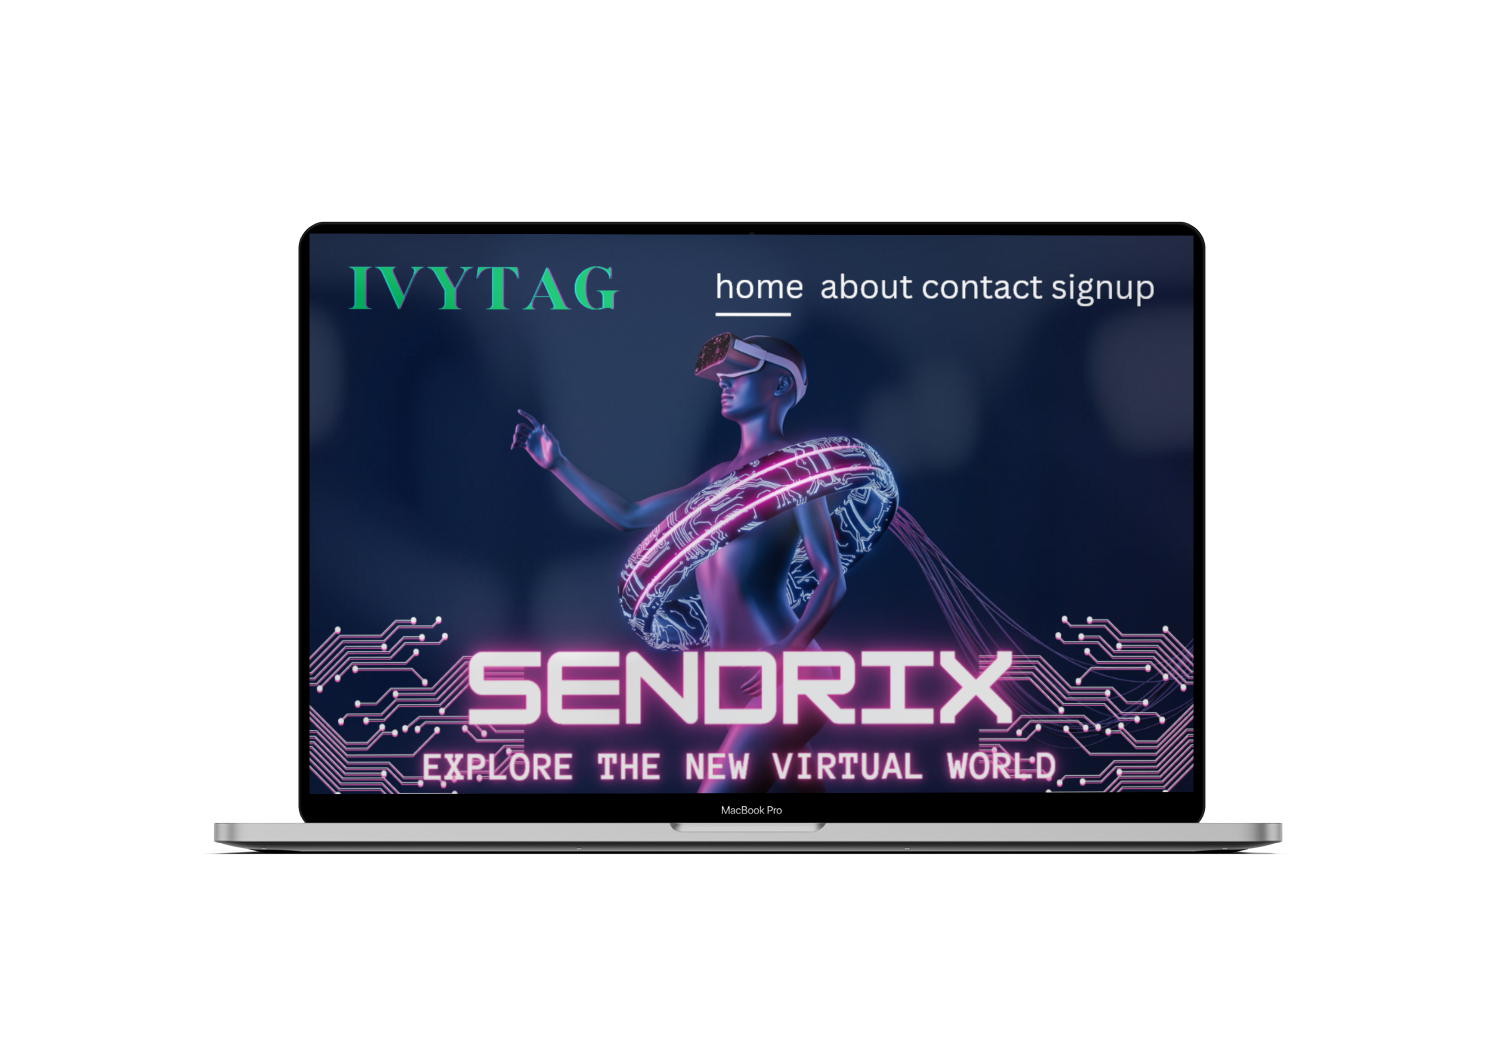 IVYTAG
home about contact signup
SENDRIX
EXPLORE THE NEW VIRTUAL WORLD
MacBook Pro